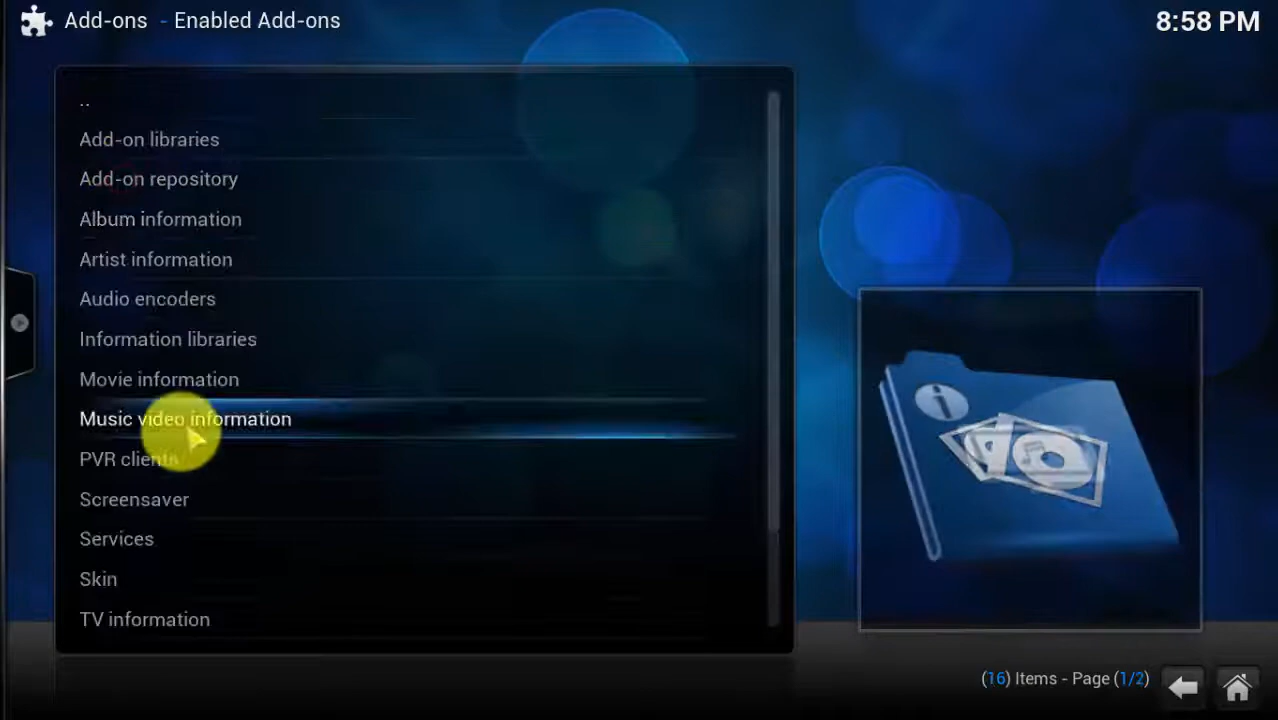 Add-ons - Enabled Add-ons
8:58 PM
..
Add-on libraries
Add-on repository
Album information
Artist information
Audio encoders
Information libraries
Movie information
Music video information
PVR clients
Screensaver
Services
Skin
TV information
(16) Items - Page (1/2)